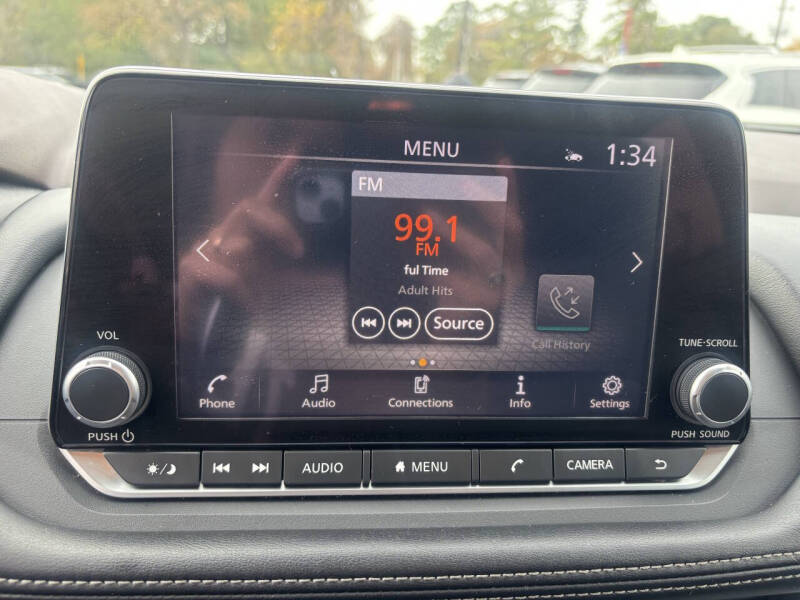 MENU
1:34
FM
99.1
FM
ful Time
Adult Hits
Source
Call History
Phone
Audio
Connections
Info
Settings
VOL
PUSH
TUNE·SCROLL
PUSH SOUND
AUDIO
MENU
CAMERA